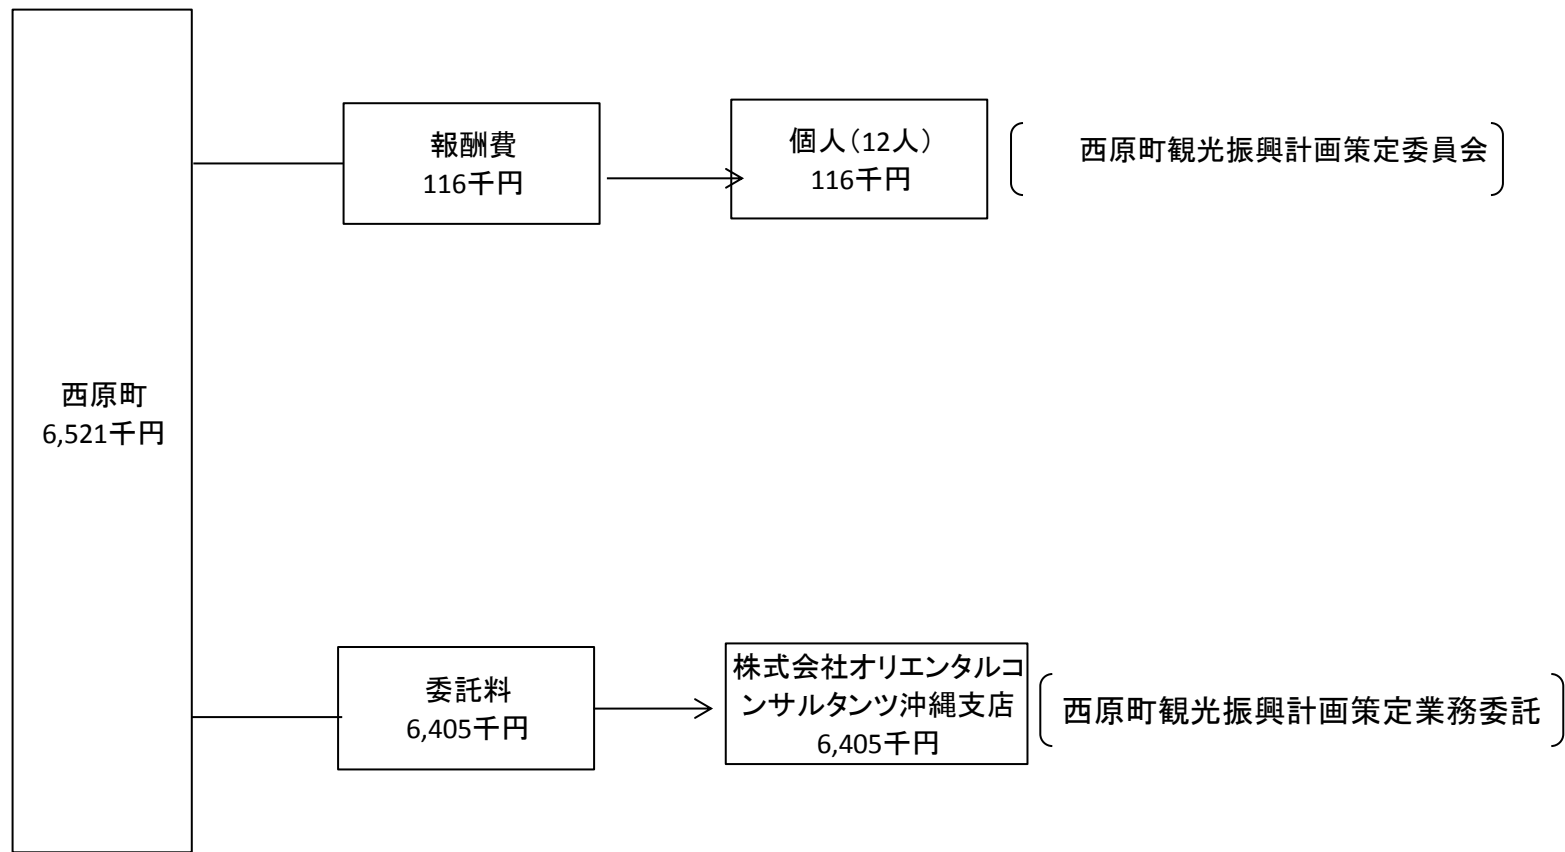 西原町
6,521千円
報酬費
116千円
個人（12人）
116千円
西原町観光振興計画策定委員会
委託料
6,405千円
株式会社オリエンタルコ
ンサルタンツ沖縄支店
6,405千円
西原町観光振興計画策定業務委託